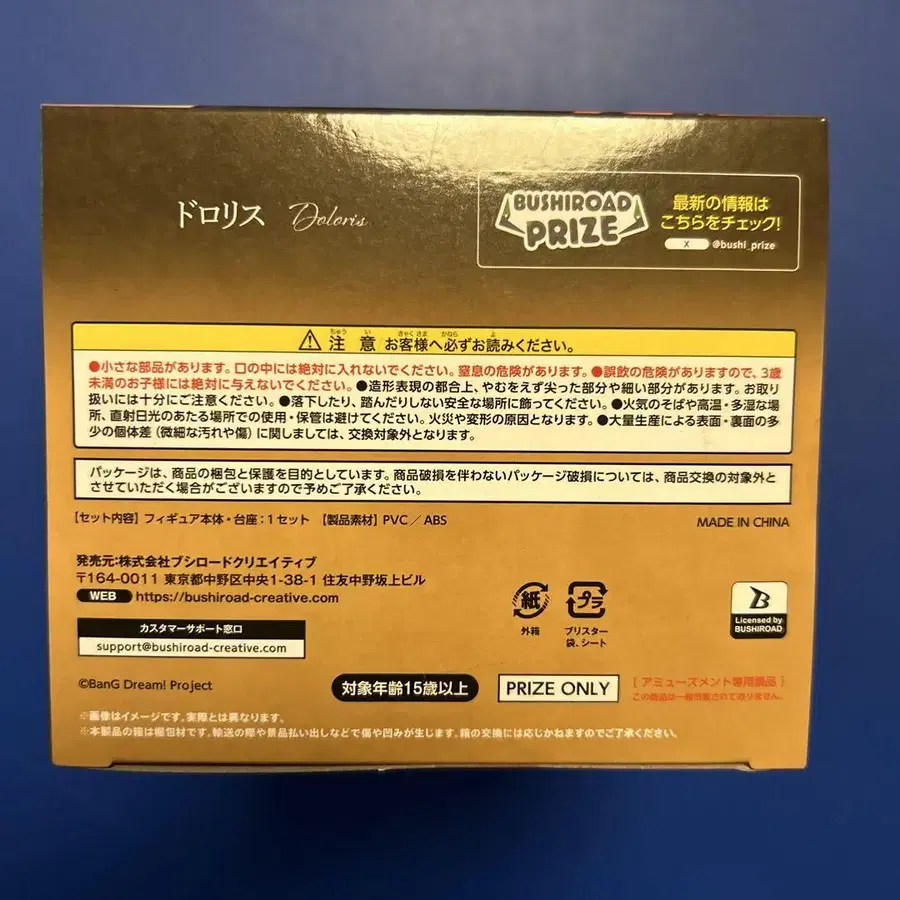 ドロリス Doloris
BUSHIROAD
PRIZE
最新の情報は
こちらをチェック!
X @bushi_prize
ちゅう い きゃくさま かなら よ
注 意 お客様へ必ずお読みください。
●小さな部品があります。口の中には絶対に入れないでください。窒息の危険があります。●誤飲の危険がありますので、3歳
未満のお子様には絶対に与えないでください。●造形表現の都合上、やむをえず尖った部分や細い部分があります。お取り
扱いには十分にご注意ください。●落下したり、踏んだりしない安全な場所に飾ってください。●火気のそばや高温・多湿な場
所、直射日光のあたる場所での使用・保管は避けてください。火災や変形の原因となります。●大量生産による表面・裏面の多
少の個体差(微細な汚れや傷)に関しましては、交換対象外となります。
パッケージは、商品の梱包と保護を目的としています。商品破損を伴わないパッケージ破損については、商品交換の対象外と
させていただく場合がございますので予めご了承ください。
【セット内容】フィギュア本体・台座:1セット 【製品素材】PVC/ABS
MADE IN CHINA
発売元:株式会社ブシロードクリエイティブ
〒164-0011 東京都中野区中央1-38-1 住友中野坂上ビル
WEB https://bushiroad-creative.com
カスタマーサポート窓口
support@bushiroad-creative.com
紙
外箱
プラ
ブリスター
袋、シート
B
Licensed by
BUSHIROAD
©BanG Dream! Project
対象年齢15歳以上
PRIZE ONLY
[アミューズメント専用景品]
この商品は一般市販されて居りません。
※画像はイメージです。実際とは異なります。
※本製品の箱は梱包材です。輸送の際や景品払い出しなどで傷や凹みが生じます。箱の交換には応じかねますのでご了承ください。